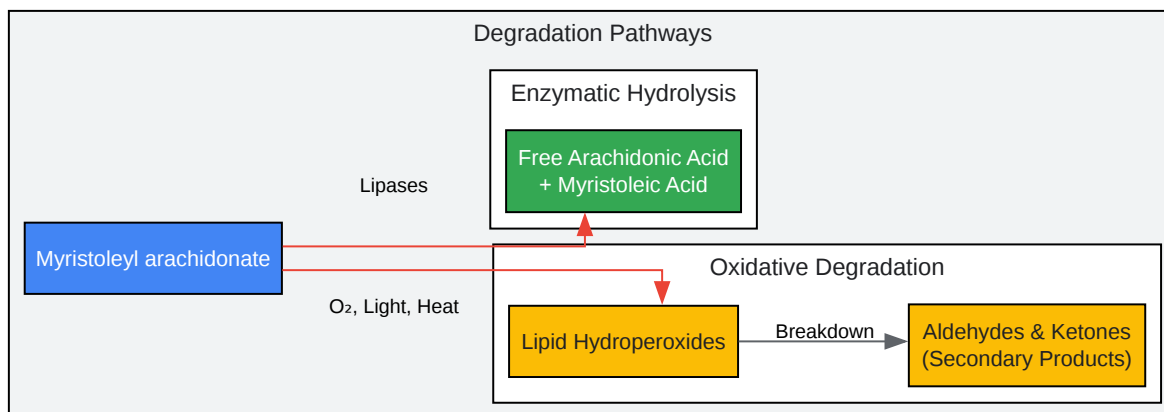 Degradation Pathways
Enzymatic Hydrolysis
Free Arachidonic Acid
+ Myristoleic Acid
Lipases
Myristoleyl arachidonate
O₂, Light, Heat
Oxidative Degradation
Lipid Hydroperoxides
Breakdown
Aldehydes & Ketones
(Secondary Products)